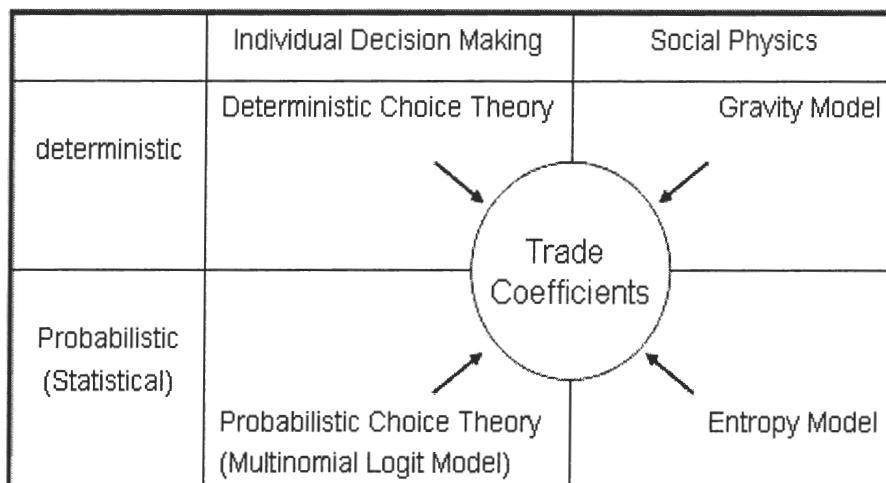 Individual Decision Making
Social Physics
deterministic
Deterministic Choice Theory
Gravity Model
Trade
Coefficients
Probabilistic
(Statistical)
Probabilistic Choice Theory
(Multinomial Logit Model)
Entropy Model